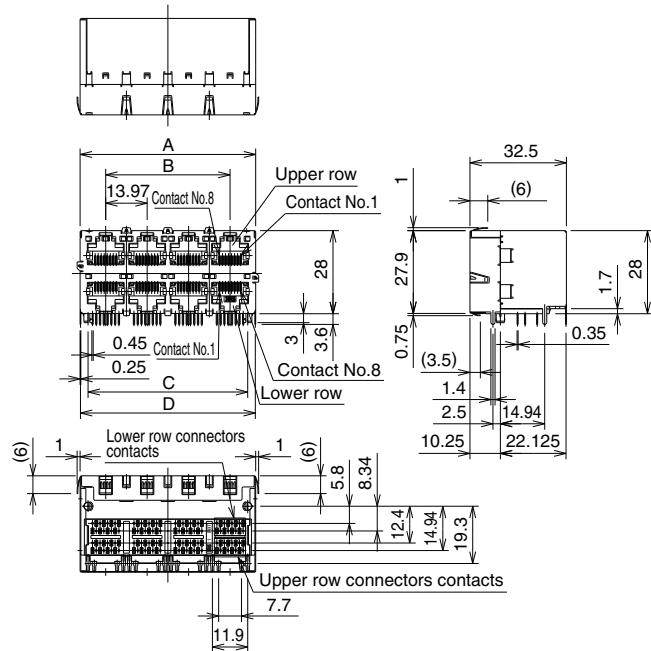 A
B
13.97
Contact No.8
Upper row
Contact No.1
28
3
3.6
0.45
0.25
Contact No.1
Contact No.8
Lower row
C
D
32.5
1
(6)
27.9
28
1.7
0.75
0.35
(3.5)
1.4
2.5
14.94
10.25
22.125
(6)
1
Lower row connectors
contacts
1
(6)
5.8
8.34
12.4
14.94
19.3
Upper row connectors contacts
7.7
11.9